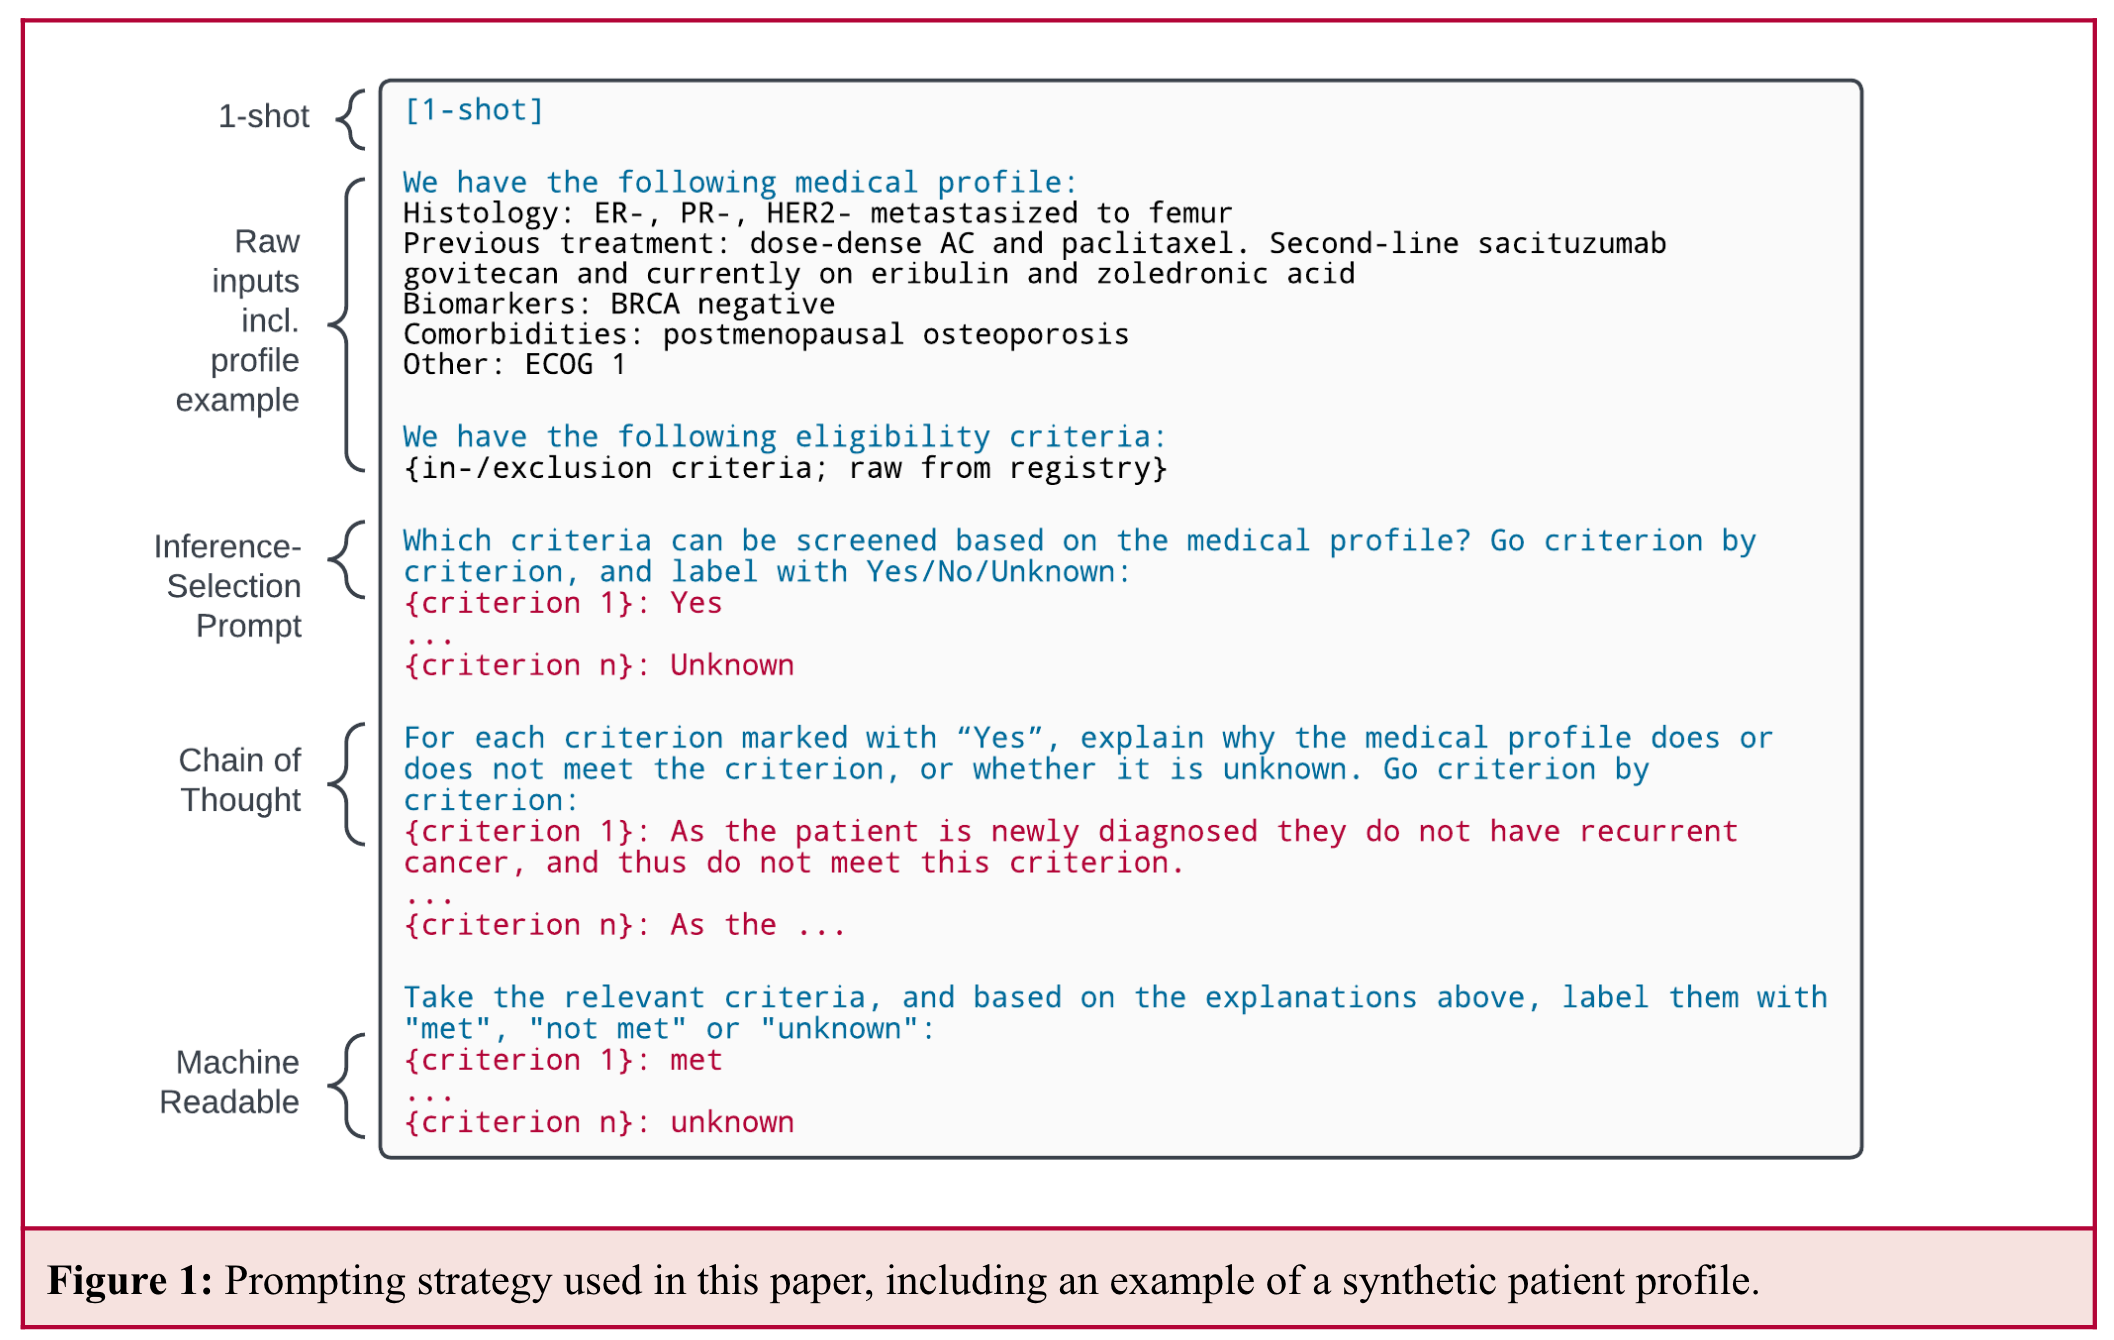 1-shot
[1-shot]
Raw
inputs
incl.
profile
example
We have the following medical profile:
Histology: ER-, PR-, HER2- metastasized to femur
Previous treatment: dose-dense AC and paclitaxel. Second-line sacituzumab
govitecan and currently on eribulin and zoledronic acid
Biomarkers: BRCA negative
Comorbidities: postmenopausal osteoporosis
Other: ECOG 1
We have the following eligibility criteria:
{in-/exclusion criteria; raw from registry}
Inference-
Selection
Prompt
Which criteria can be screened based on the medical profile? Go criterion by
criterion, and label with Yes/No/Unknown:
{criterion 1}: Yes
...
{criterion n}: Unknown
Chain of
Thought
For each criterion marked with “Yes”, explain why the medical profile does or
does not meet the criterion, or whether it is unknown. Go criterion by
criterion:
{criterion 1}: As the patient is newly diagnosed they do not have recurrent
cancer, and thus do not meet this criterion.
...
{criterion n}: As the ...
Take the relevant criteria, and based on the explanations above, label them with
"met", "not met" or "unknown":
Machine
Readable
{criterion 1}: met
...
{criterion n}: unknown
Figure 1: Prompting strategy used in this paper, including an example of a synthetic patient profile.